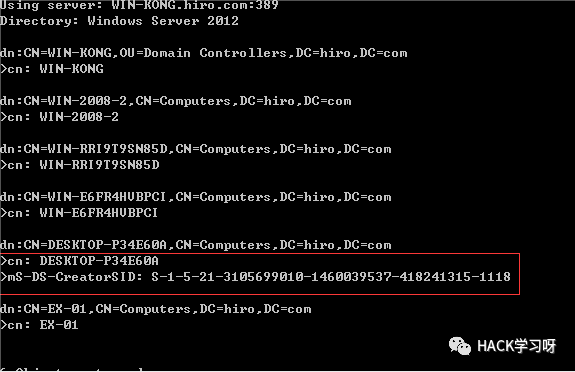 Using server: WIN-KONG.hiro.com:389
Directory: Windows Server 2012
dn:CN=WIN-KONG,OU=Domain Controllers,DC=hiro,DC=com
>cn: WIN-KONG
dn:CN=WIN-2008-2,CN=Computers,DC=hiro,DC=com
>cn: WIN-2008-2
dn:CN=WIN-RRI9T9SN85D,CN=Computers,DC=hiro,DC=com
>cn: WIN-RRI9T9SN85D
dn:CN=WIN-E6FR4HVBPCI,CN=Computers,DC=hiro,DC=com
>cn: WIN-E6FR4HVBPCI
dn:CN=DESKTOP-P34E60A,CN=Computers,DC=hiro,DC=com
>cn: DESKTOP-P34E60A
>mS-DS-CreatorSID: S-1-5-21-3105699010-1460039537-418241315-1118
dn:CN=EX-01,CN=Computers,DC=hiro,DC=com
>cn: EX-01
HACK学习呀